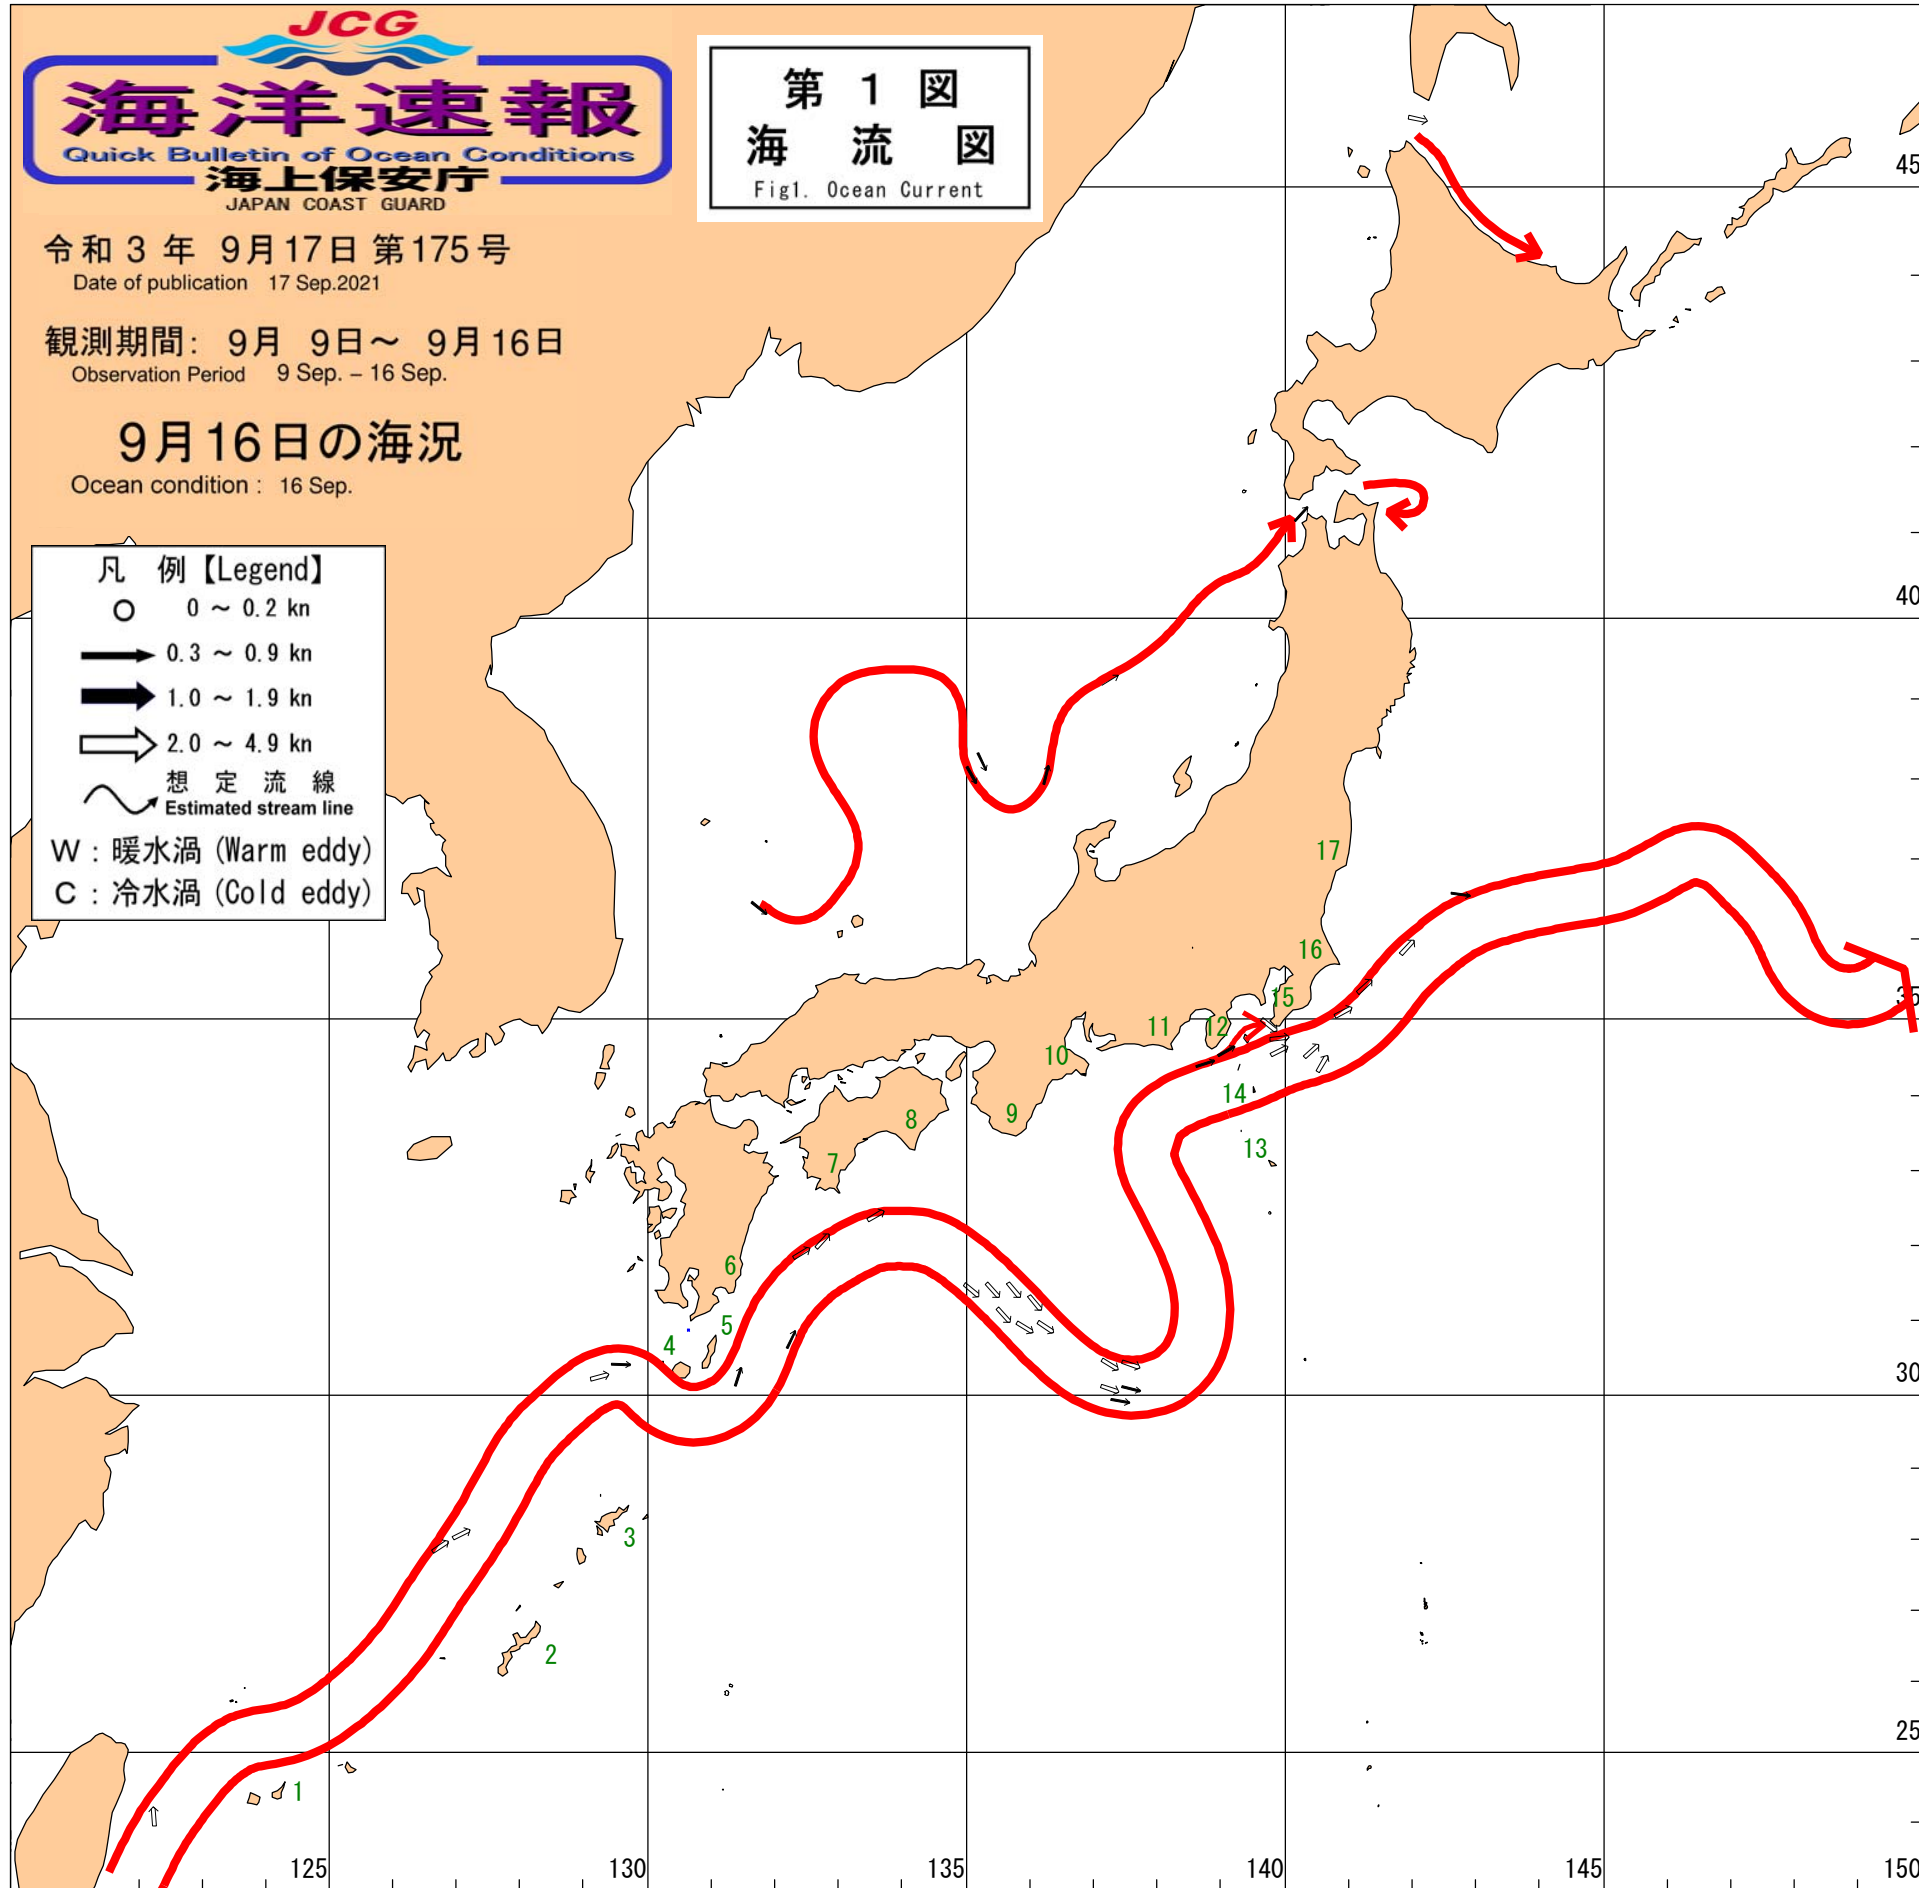 JCG
海洋速報
Quick Bulletin of Ocean Conditions
海上保安庁
JAPAN COAST GUARD
第 1 図
海 流 図
Fig1. Ocean Current
令和 3 年 9月17日 第175号
Date of publication 17 Sep.2021
観測期間: 9月 9日～ 9月16日
Observation Period 9 Sep. – 16 Sep.
9月16日の海況
Ocean condition : 16 Sep.
凡 例【Legend】
0 ～ 0.2 kn
0.3 ～ 0.9 kn
1.0 ～ 1.9 kn
2.0 ～ 4.9 kn
想 定 流 線
Estimated stream line
W : 暖水渦 (Warm eddy)
C : 冷水渦 (Cold eddy)
45
40
17
16
35
15
12
11
10
14
9
8
13
7
6
5
4
30
3
2
25
1
125
130
135
140
145
150